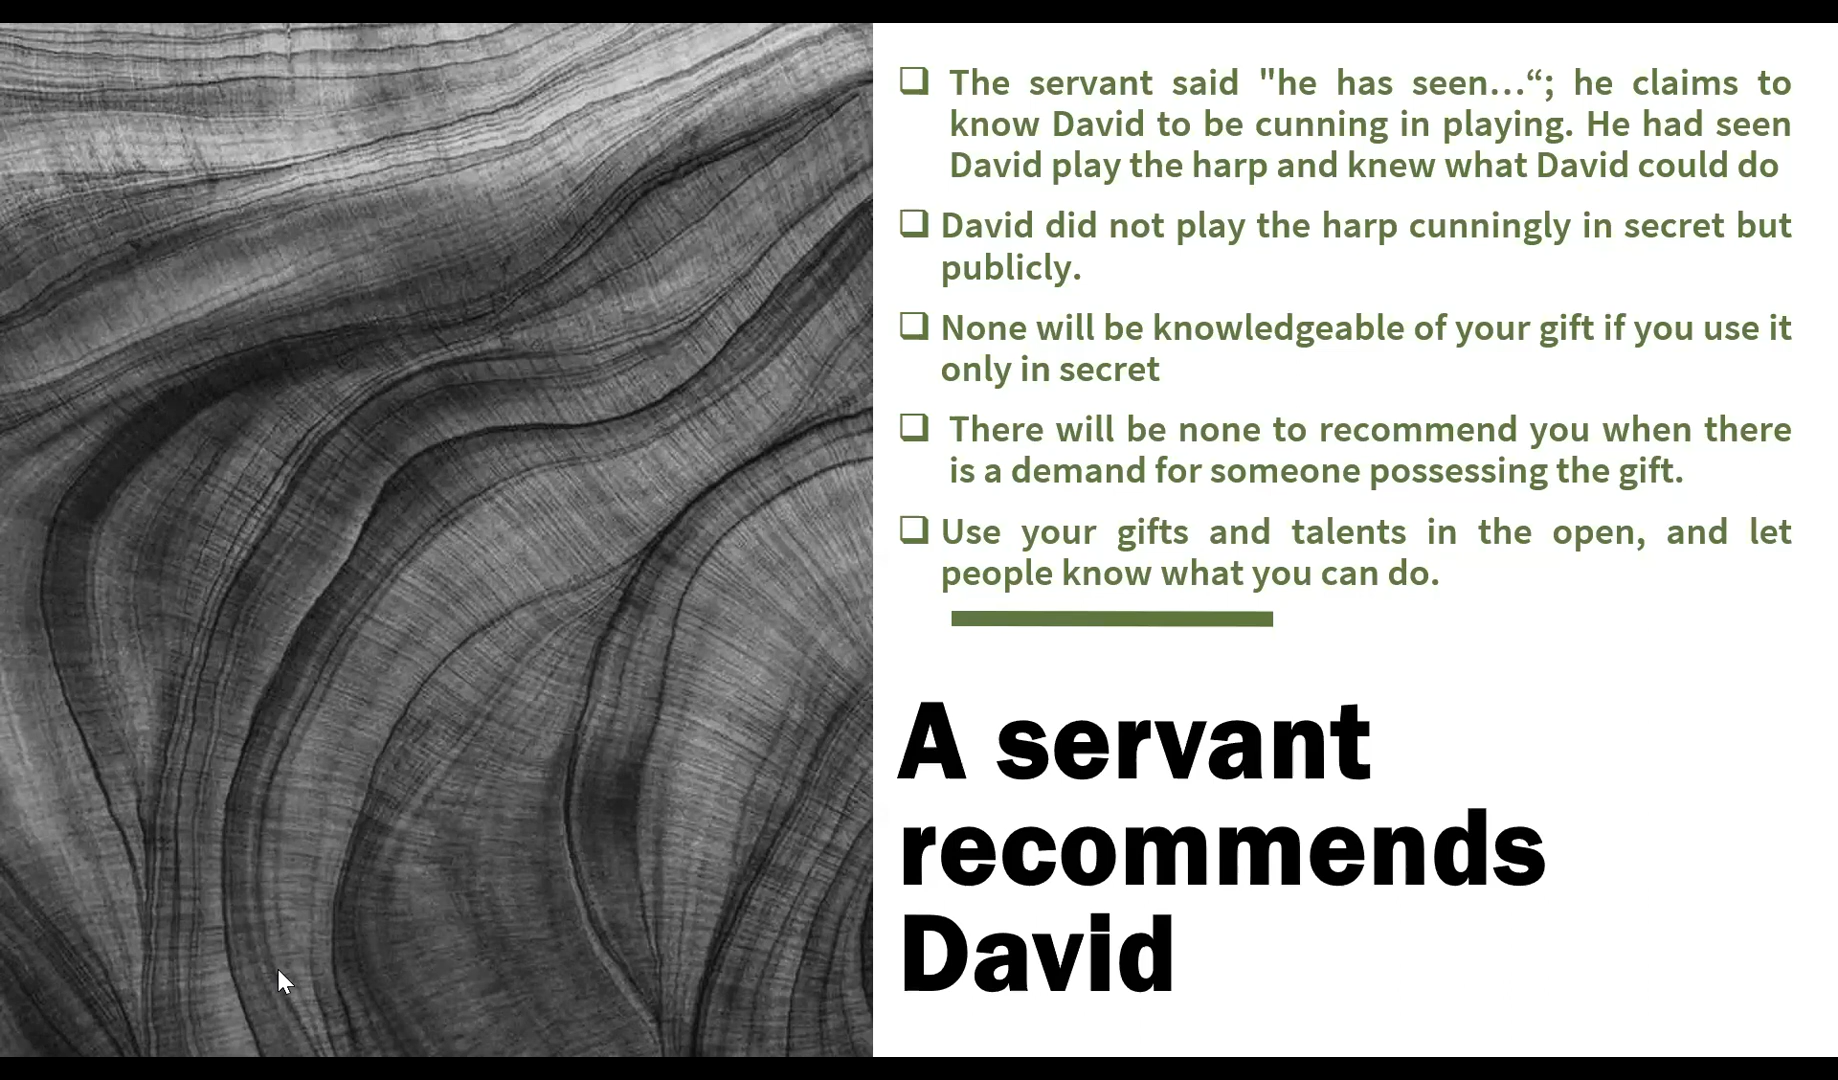 The servant said "he has seen…“; he claims to
know David to be cunning in playing. He had seen
David play the harp and knew what David could do
David did not play the harp cunningly in secret but
publicly.
None will be knowledgeable of your gift if you use it
only in secret
There will be none to recommend you when there
is a demand for someone possessing the gift.
Use your gifts and talents in the open, and let
people know what you can do.
A servant
recommends
David